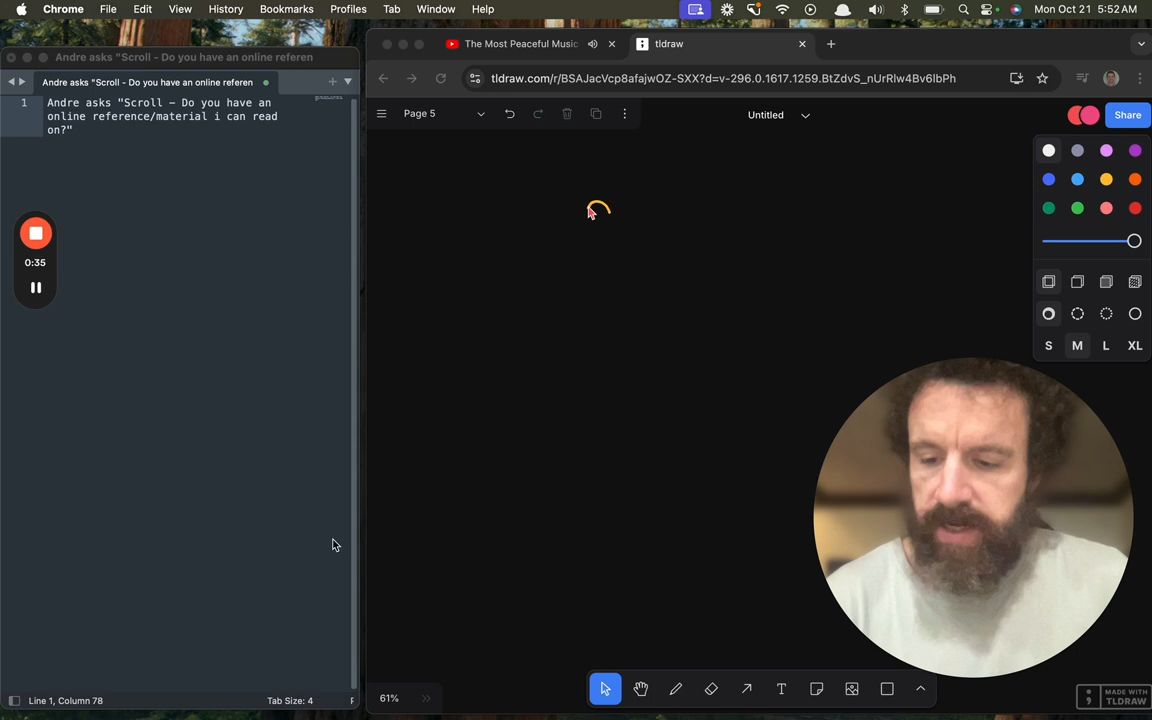 Chrome File Edit View History Bookmarks Profiles Tab Window Help Mon Oct 21 5:52 AM
Andre asks "Scroll - Do you have an online referen
Andre asks "Scroll - Do you have an online referen
1 Andre asks "Scroll – Do you have an
online reference/material i can read
on?"
0:35
Line 1, Column 78 Tab Size: 4
The Most Peaceful Music
tldraw
tldraw.com/r/BSAJacVcp8afajwOZ-SXX?d=v-296.0.1617.1259.BtZdvS_nUrRlw4Bv6lbPh
Page 5
Untitled
Share
S M L XL
61%
T
MADE WITH
TLDRAW